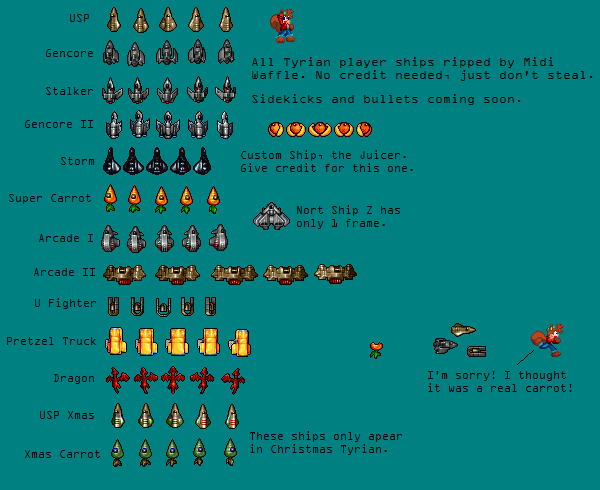 USP
Gencore
All Tyrian player ships ripped by Midi
Waffle. No credit needed, just don't steal.
Stalker
Sidekicks and bullets coming soon.
Gencore II
Storm
Custom Ship, the Juicer.
Give credit for this one.
Super Carrot
Nort Ship Z has
only 1 frame.
Arcade I
Arcade II
U Fighter
Pretzel Truck
Dragon
I'm sorry! I thought
it was a real carrot!
USP Xmas
These ships only apear
in Christmas Tyrian.
Xmas Carrot